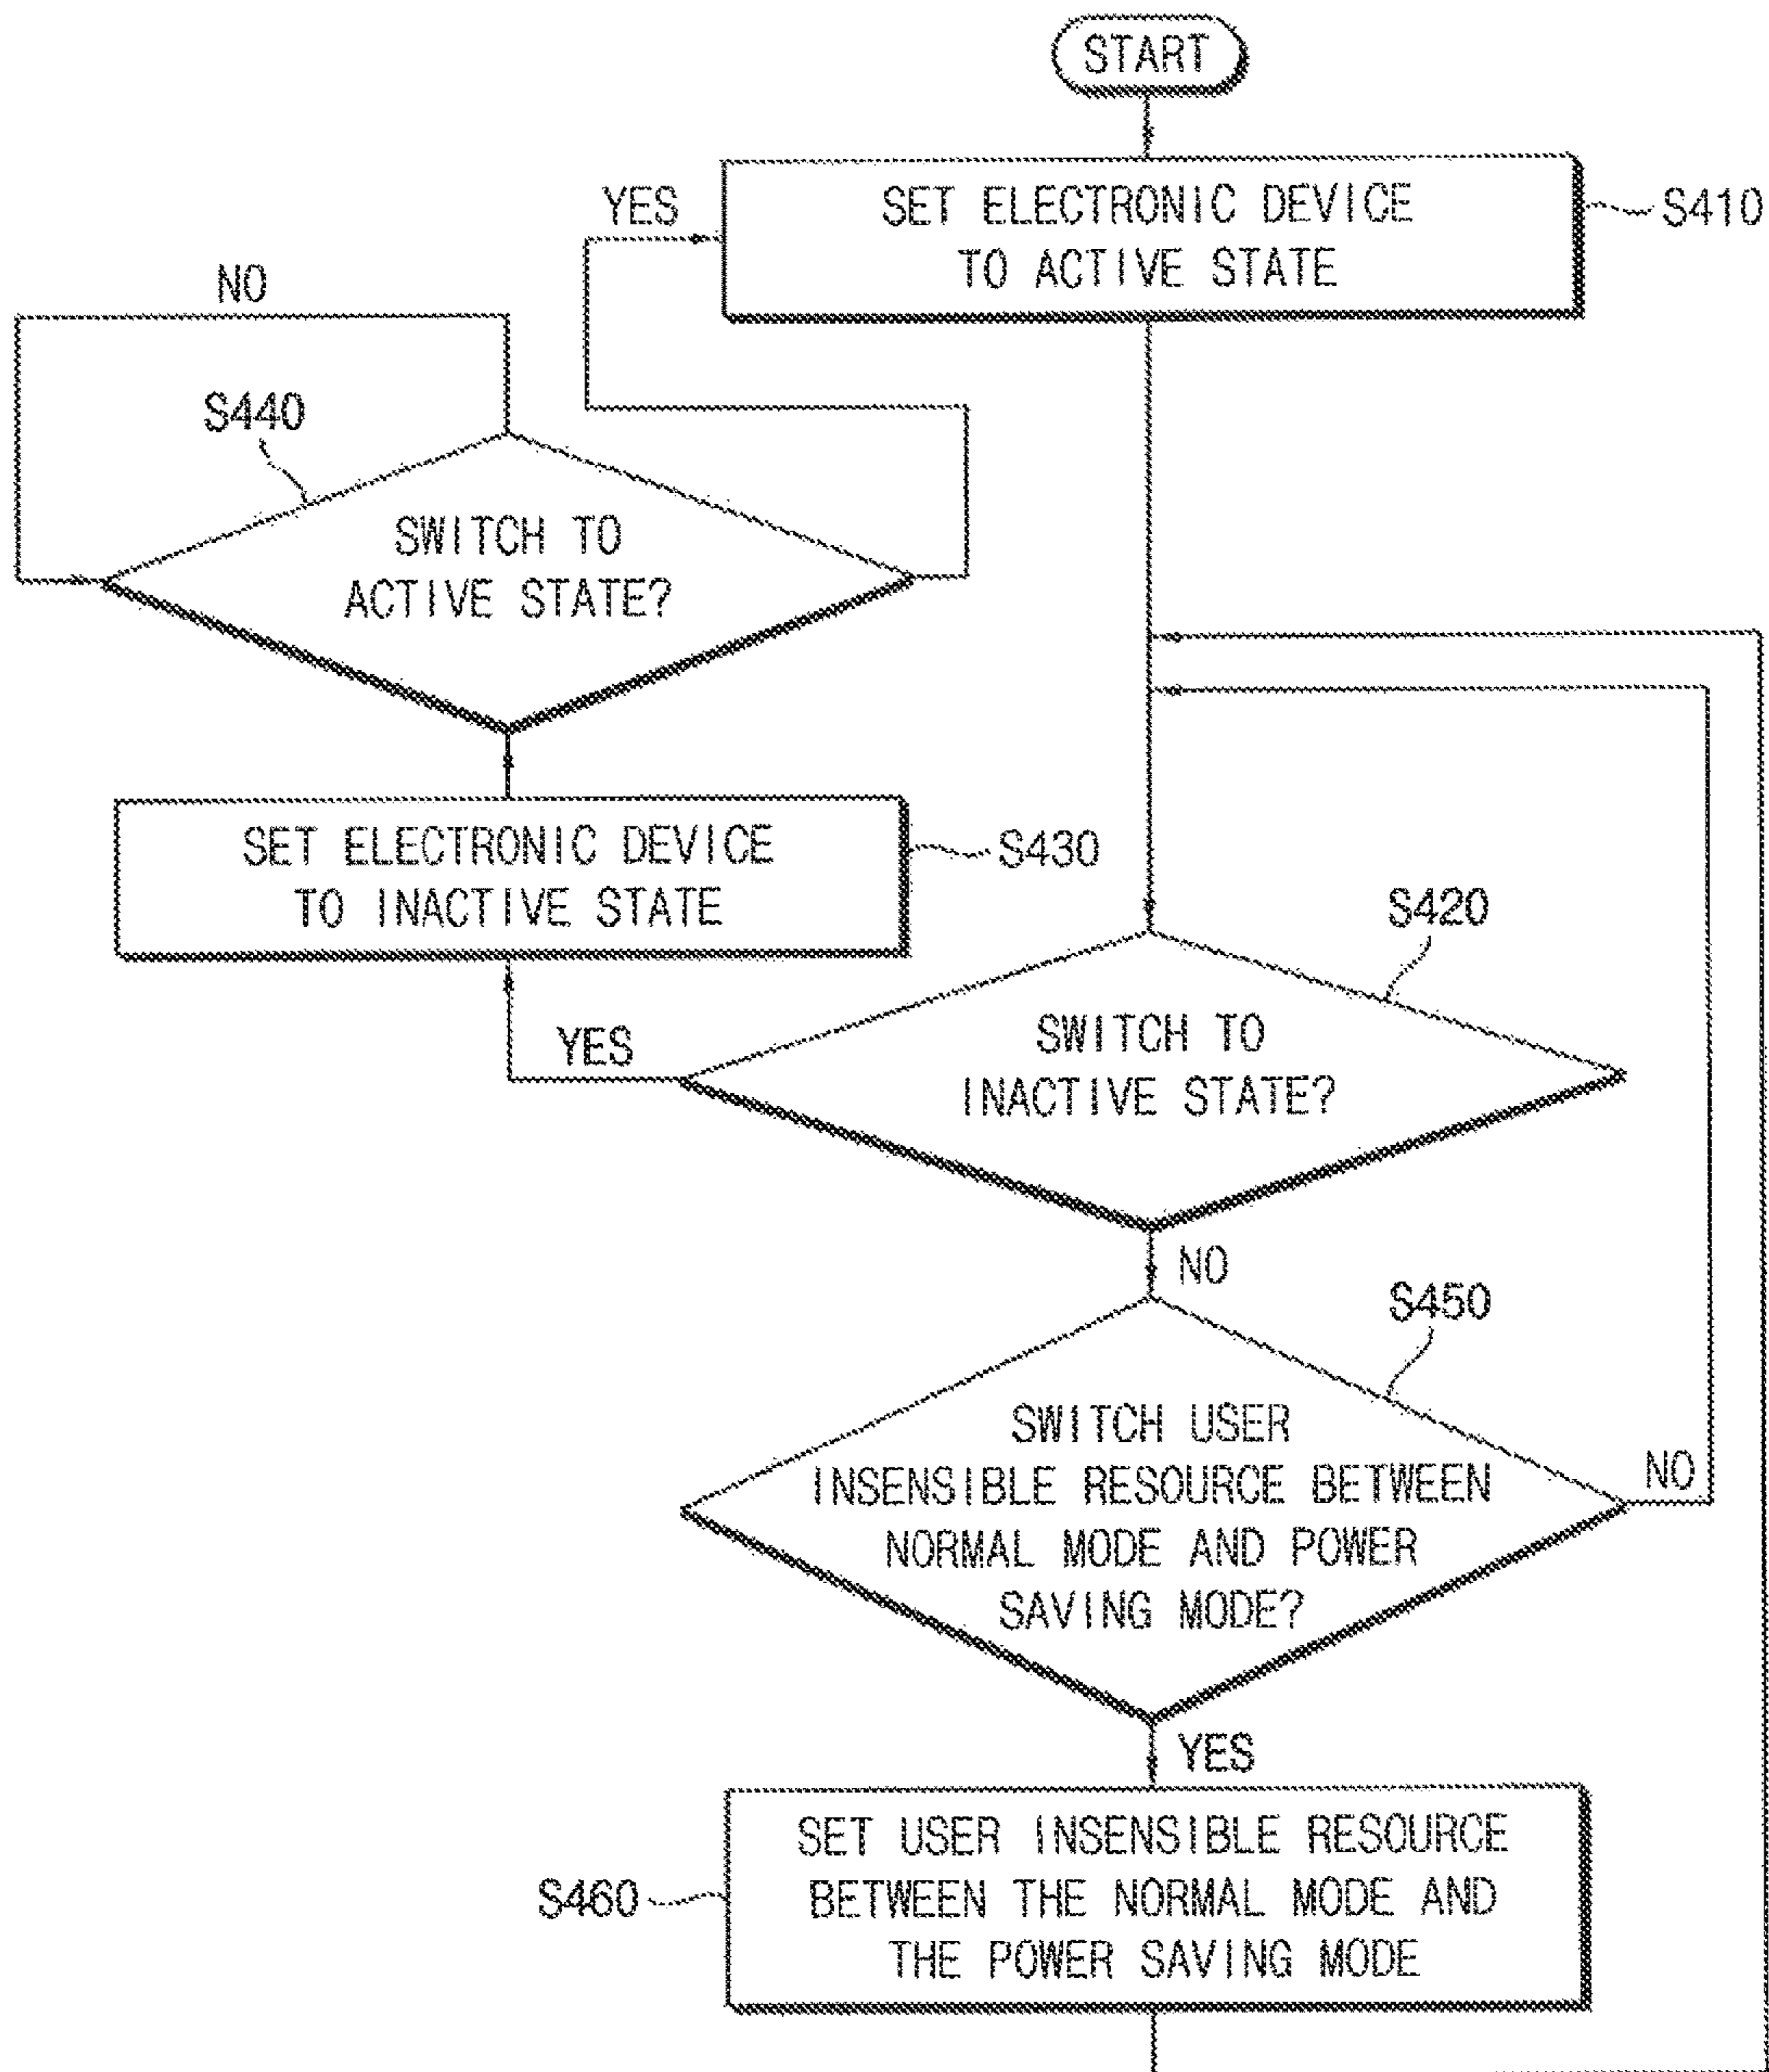 START
SET ELECTRONIC DEVICE
TO ACTIVE STATE
S410
YES
NO
S440
SWITCH TO
ACTIVE STATE?
SET ELECTRONIC DEVICE
TO INACTIVE STATE
S430
S420
SWITCH TO
INACTIVE STATE?
YES
NO
S450
SWITCH USER
INSENSIBLE RESOURCE BETWEEN
NORMAL MODE AND POWER
SAVING MODE?
NO
YES
SET USER INSENSIBLE RESOURCE
BETWEEN THE NORMAL MODE AND
THE POWER SAVING MODE
S460